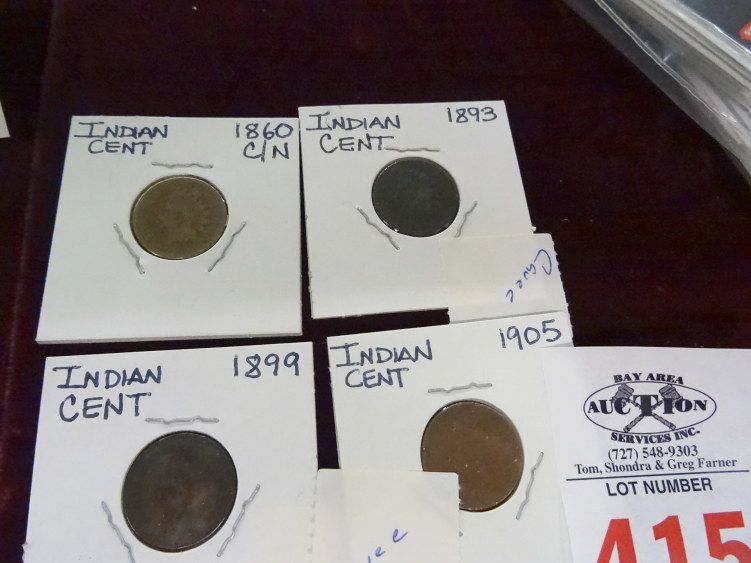 INDIAN 1860
CENT C/N
INDIAN 1893
CENT
INDIAN 1899
CENT
INDIAN 1905
CENT
BAY AREA
AUCTION
SERVICES INC.
(727) 548-9303
Tom, Shondra & Greg Farner
LOT NUMBER
415